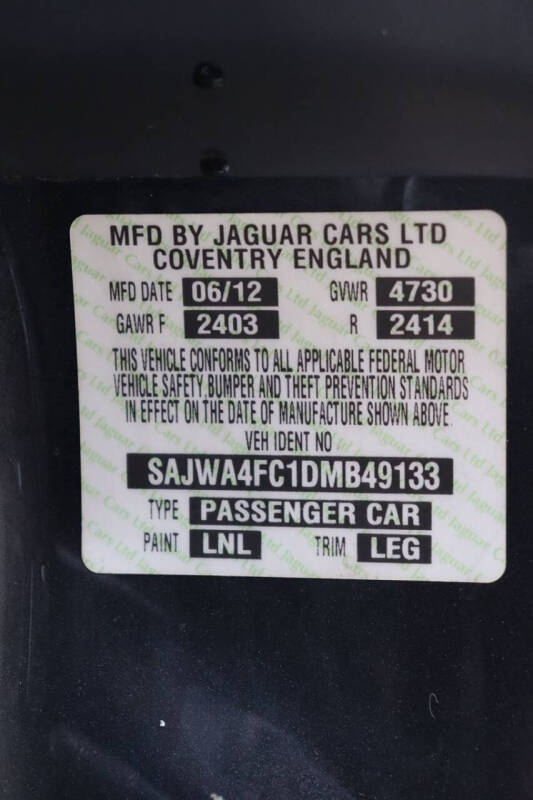 MFD BY JAGUAR CARS LTD
COVENTRY ENGLAND
MFD DATE 06/12 GVWR 4730
GAWR F 2403 R 2414
THIS VEHICLE CONFORMS TO ALL APPLICABLE FEDERAL MOTOR
VEHICLE SAFETY,BUMPER AND THEFT PREVENTION STANDARDS
IN EFFECT ON THE DATE OF MANUFACTURE SHOWN ABOVE.
VEH IDENT NO
SAJWA4FC1DMB49133
TYPE PASSENGER CAR
PAINT LNL TRIM LEG